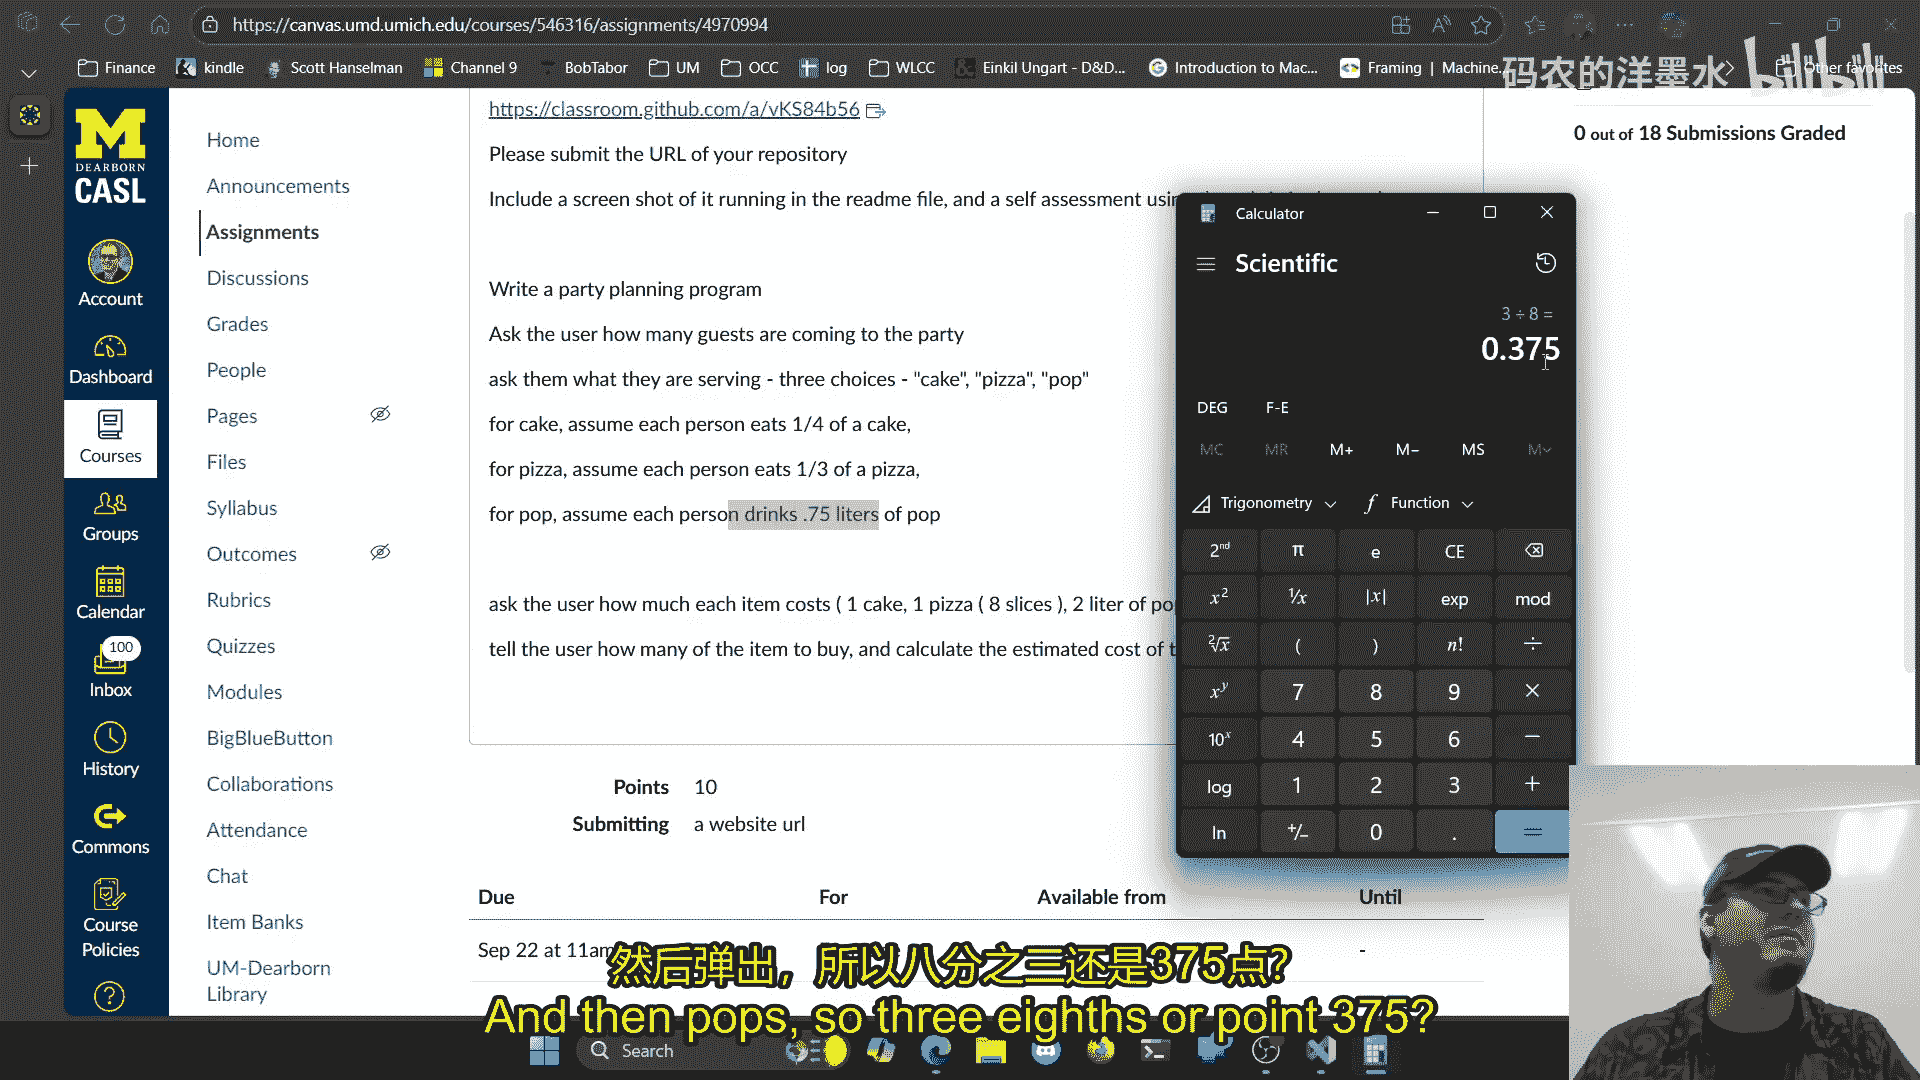 https://canvas.umd.umich.edu/courses/546316/assignments/4970994
Finance
kindle
Scott Hanselman
Channel 9
BobTabor
UM
OCC
log
WLCC
Einkil Ungart - D&D...
Introduction to Mac...
Framing | Machine...
Other favorites
码农的洋墨水
bilibili
M
DEARBORN
CASL
Account
Dashboard
Courses
Groups
Calendar
100
Inbox
History
Commons
Course
Policies
Home
Announcements
Assignments
Discussions
Grades
People
Pages
Files
Syllabus
Outcomes
Rubrics
Quizzes
Modules
BigBlueButton
Collaborations
Attendance
Chat
Item Banks
UM-Dearborn
Library
https://classroom.github.com/a/vKS84b56
Please submit the URL of your repository
Include a screen shot of it running in the readme file, and a self assessment usin
Write a party planning program
Ask the user how many guests are coming to the party
ask them what they are serving - three choices - "cake", "pizza", "pop"
for cake, assume each person eats 1/4 of a cake,
for pizza, assume each person eats 1/3 of a pizza,
for pop, assume each person drinks .75 liters of pop
ask the user how much each item costs ( 1 cake, 1 pizza ( 8 slices ), 2 liter of po
tell the user how many of the item to buy, and calculate the estimated cost of t
Points 10
Submitting a website url
Due For Available from Until
Sep 22 at 11am -
0 out of 18 Submissions Graded
Calculator
Scientific
3 ÷ 8 =
0.375
DEG F-E
MC MR M+ M− MS M
Trigonometry Function
2nd π e CE
x² ¹/x |x| exp mod
²√x ( ) n! ÷
xʸ 7 8 9 ×
10ˣ 4 5 6 −
log 1 2 3 +
ln +/− 0 . =
然后弹出，所以八分之三还是375点？
And then pops, so three eighths or point 375?
Search